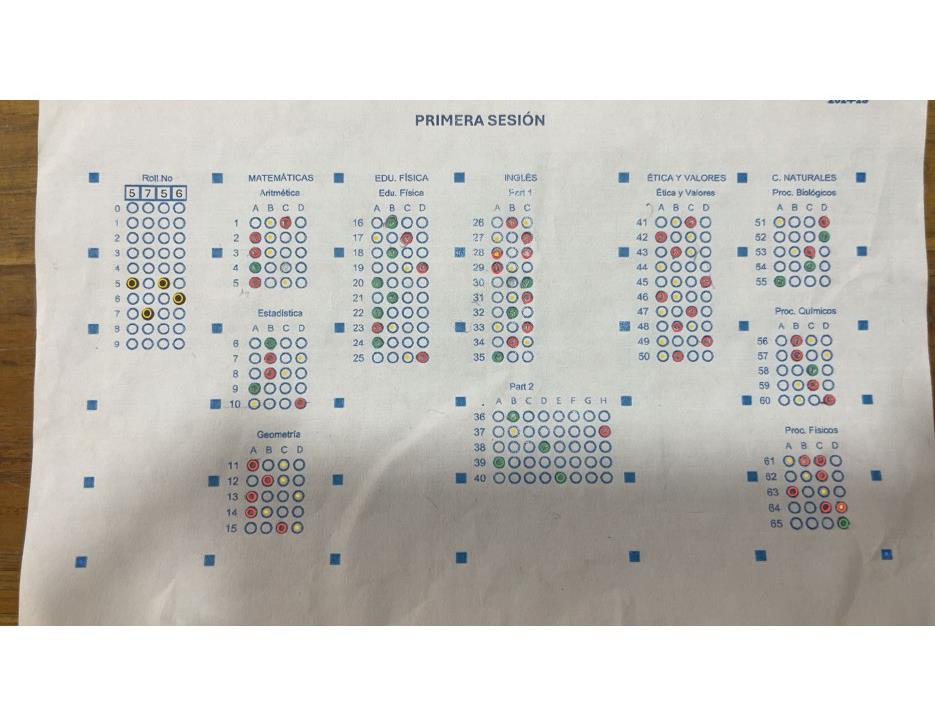 2024-25
PRIMERA SESIÓN
Roll No
5 7 5 6
0
1
2
3
4
5
6
7
8
9
MATEMÁTICAS
Aritmética
A B C D
1
2
3
4
5
Estadística
A B C D
6
7
8
9
10
Geometría
A B C D
11
12
13
14
15
EDU. FÍSICA
Edu. Física
A B C D
16
17
18
19
20
21
22
23
24
25
INGLÉS
Part 1
A B C
26
27
28
29
30
31
32
33
34
35
Part 2
A B C D E F G H
36
37
38
39
40
ÉTICA Y VALORES
Ética y Valores
A B C D
41
42
43
44
45
46
47
48
49
50
C. NATURALES
Proc. Biológicos
A B C D
51
52
53
54
55
Proc. Químicos
A B C D
56
57
58
59
60
Proc. Físicos
A B C D
61
62
63
64
65